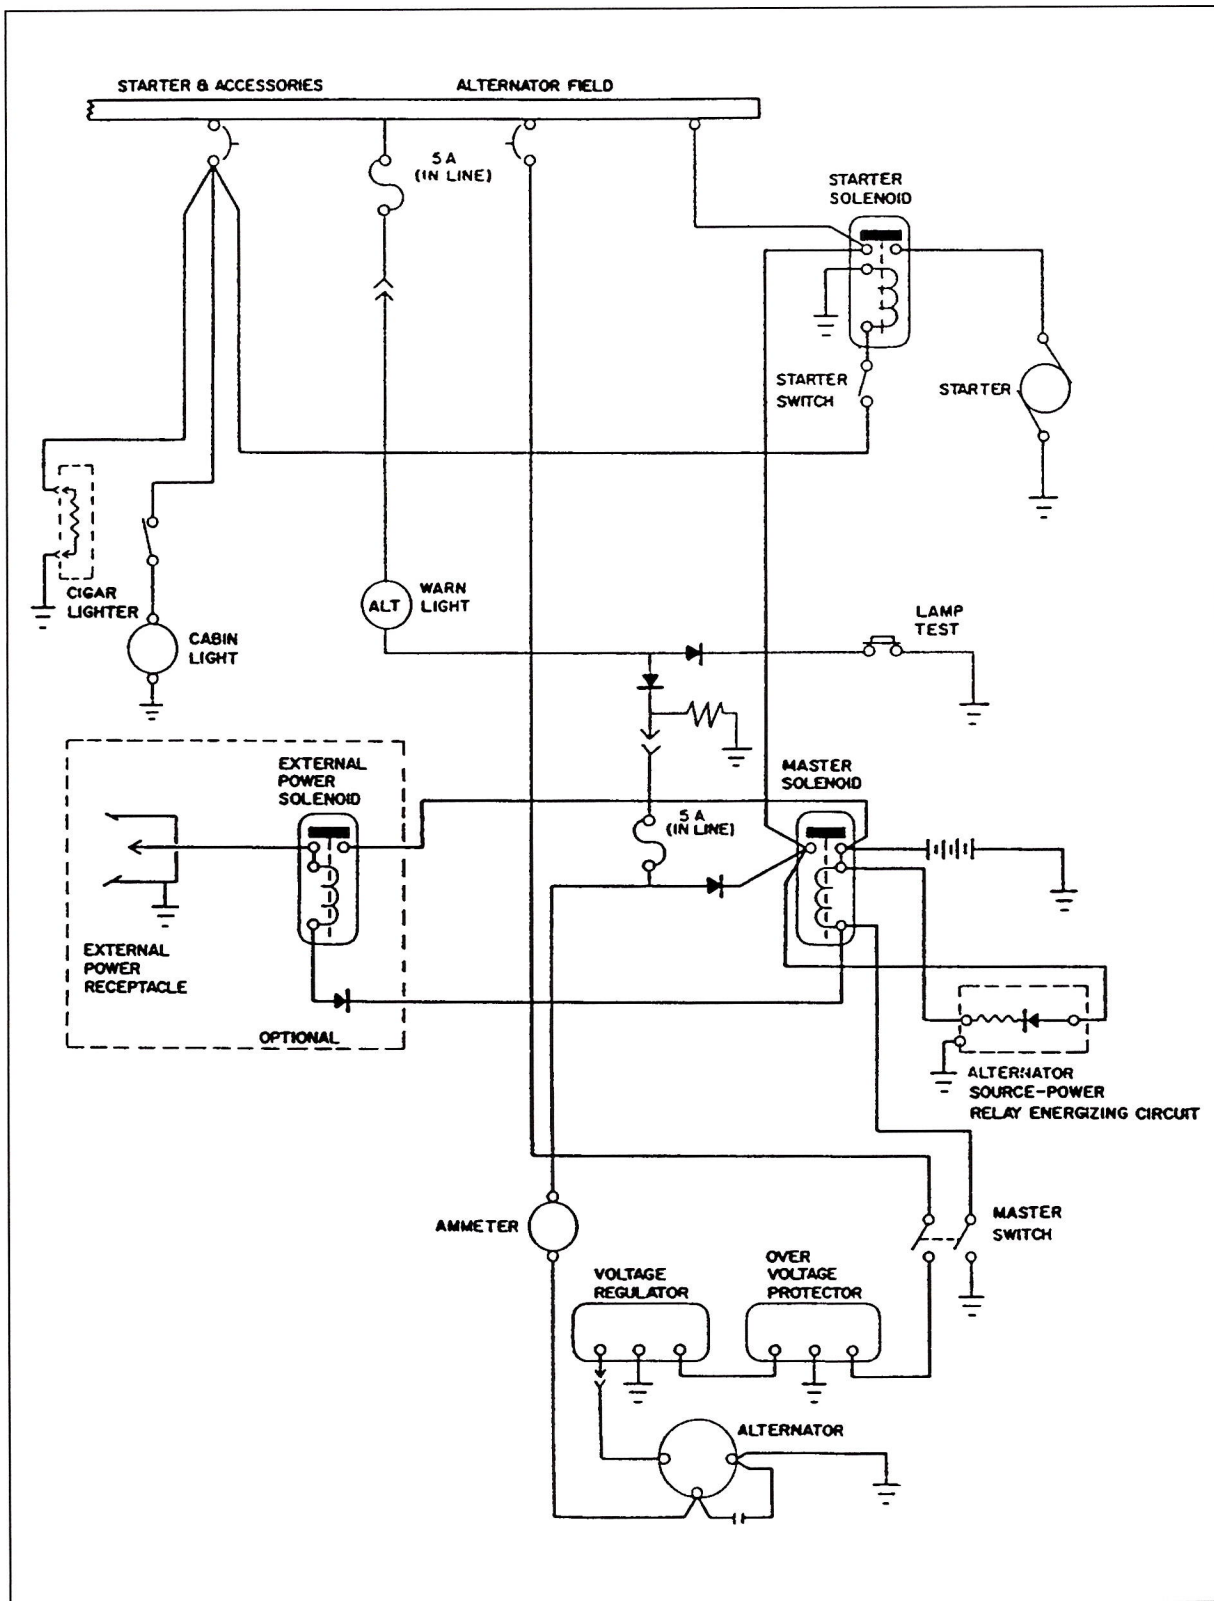 STARTER & ACCESSORIES
ALTERNATOR FIELD
5 A
(IN LINE)
STARTER
SOLENOID
STARTER
SWITCH
STARTER
CIGAR
LIGHTER
CABIN
LIGHT
ALT
WARN
LIGHT
LAMP
TEST
EXTERNAL
POWER
SOLENOID
MASTER
SOLENOID
5 A
(IN LINE)
EXTERNAL
POWER
RECEPTACLE
OPTIONAL
ALTERNATOR
SOURCE-POWER
RELAY ENERGIZING CIRCUIT
AMMETER
MASTER
SWITCH
VOLTAGE
REGULATOR
OVER
VOLTAGE
PROTECTOR
ALTERNATOR